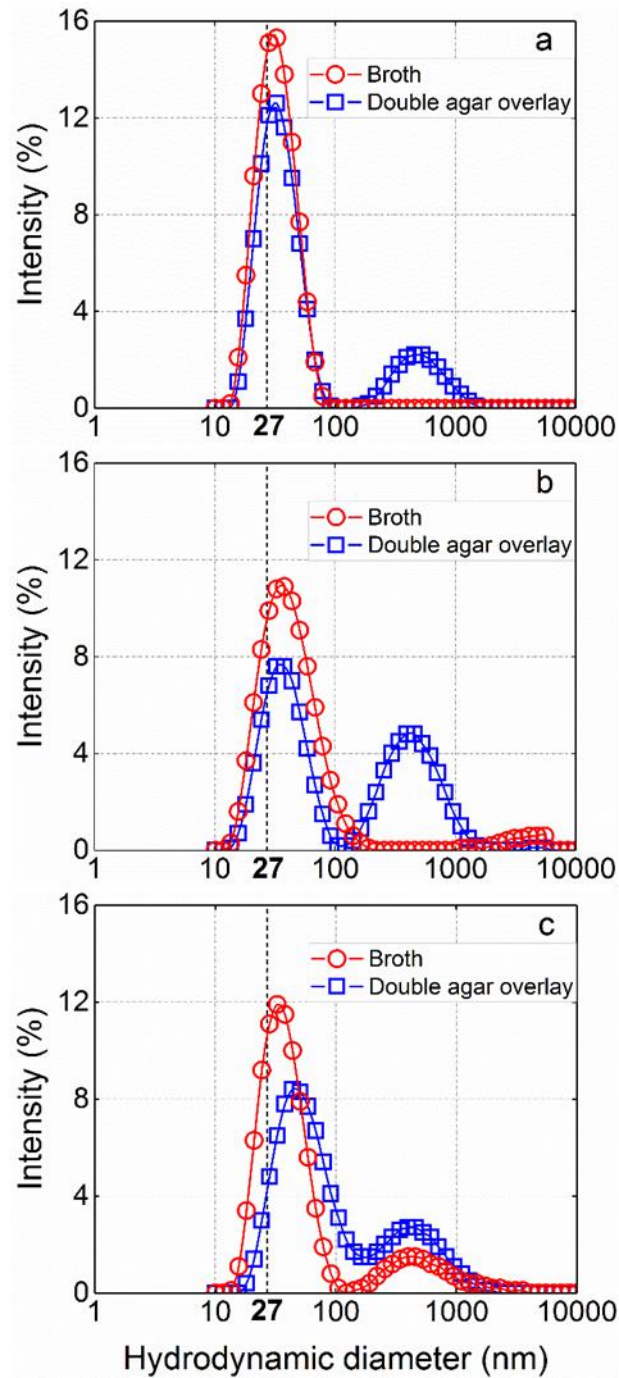 16
12
8
4
0
Intensity (%)
a
Broth
Double agar overlay
1 10 27 100 1000 10000
16
12
8
4
0
Intensity (%)
b
Broth
Double agar overlay
1 10 27 100 1000 10000
16
12
8
4
0
Intensity (%)
c
Broth
Double agar overlay
1 10 27 100 1000 10000
Hydrodynamic diameter (nm)